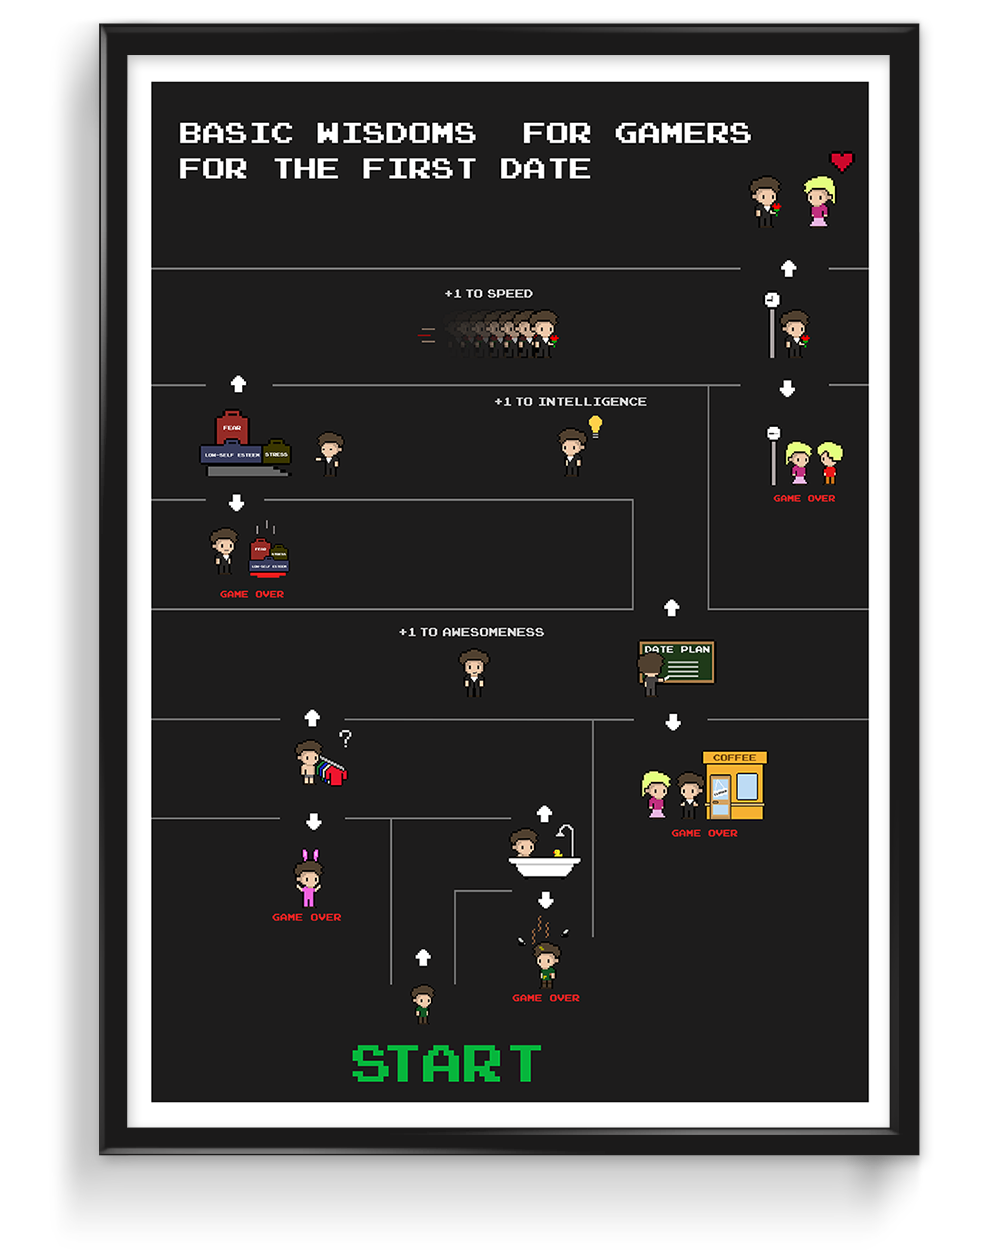 BASIC WISDOMS FOR GAMERS
FOR THE FIRST DATE
+1 TO SPEED
+1 TO INTELLIGENCE
FEAR
LOW-SELF ESTEEM
STRESS
GAME OVER
FEAR
STRESS
LOW-SELF ESTEEM
GAME OVER
+1 TO AWESOMENESS
DATE PLAN
?
COFFEE
CLOSED
GAME OVER
GAME OVER
GAME OVER
START